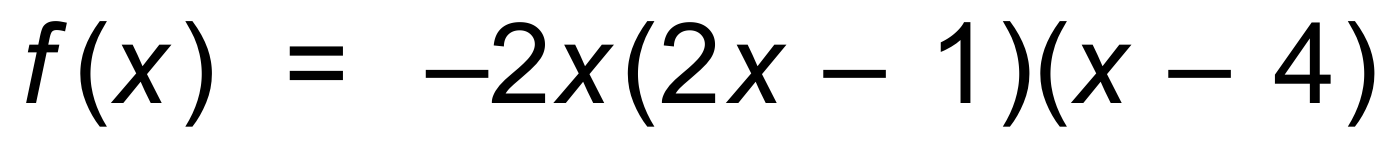 f(x) = –2x(2x – 1)(x – 4)